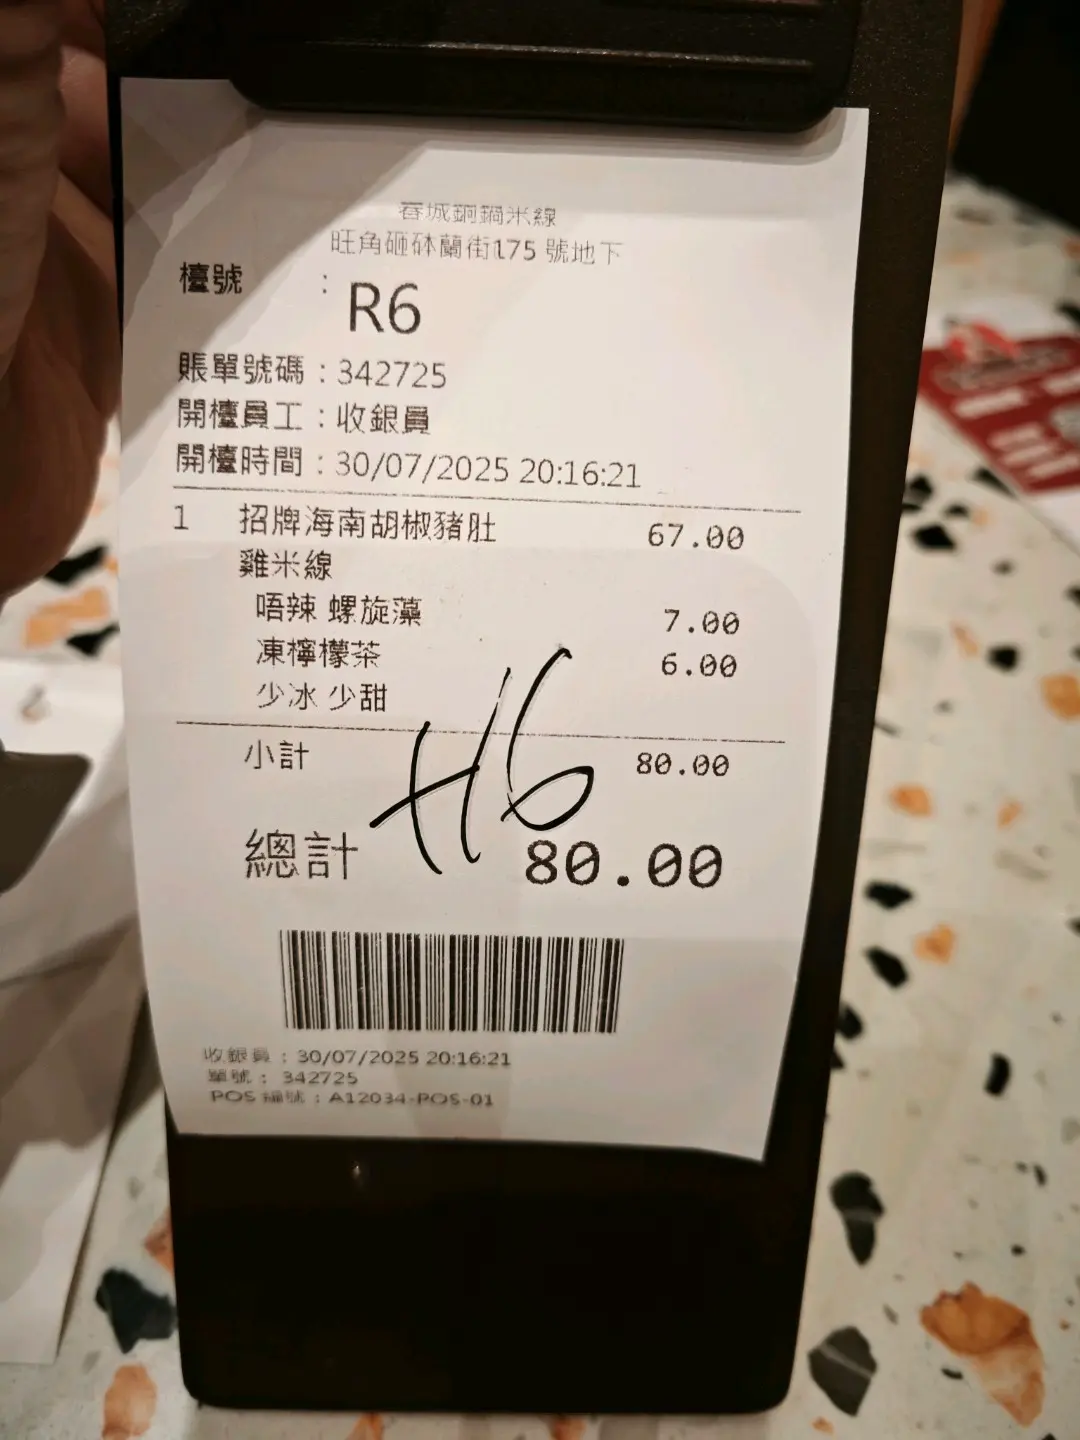 春城銅鍋米線
旺角砵蘭街175 號地下
檯號 : R6
賬單號碼 : 342725
開檯員工 : 收銀員
開檯時間 : 30/07/2025 20:16:21
1 招牌海南胡椒豬肚 67.00
雞米線
唔辣 螺旋藻 7.00
凍檸檬茶 6.00
少冰 少甜
小計 80.00
H6
總計 80.00
收銀員 : 30/07/2025 20:16:21
單號 : 342725
POS 編號 : A12034-POS-01